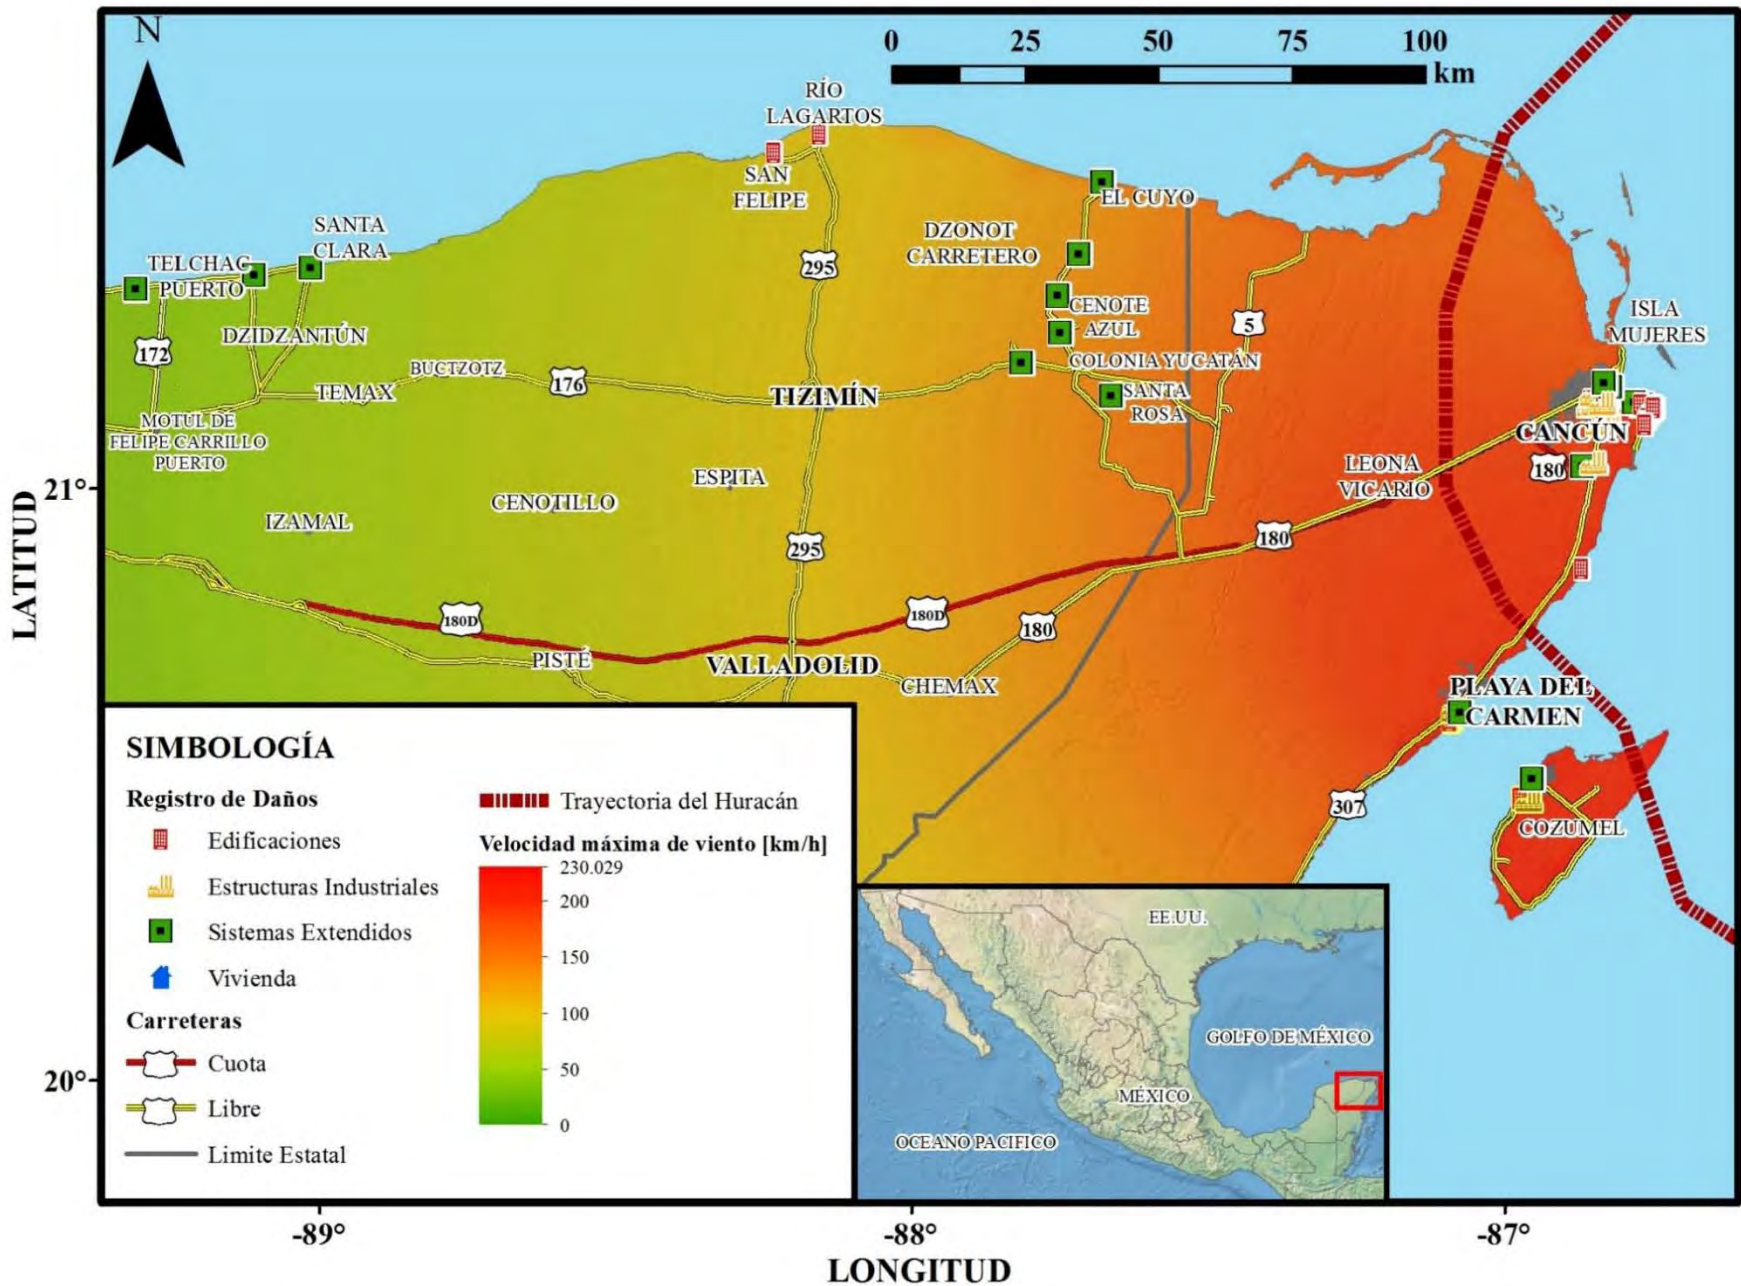 N
0 25 50 75 100
km
RÍO
LAGARTOS
SAN
FELIPE
EL CUYO
DZONOT
CARRETERO
SANTA
CLARA
TELCHAC
PUERTO
295
CENOTE
AZUL
5
ISLA
MUJERES
DZIDZANTÚN
172
BUCTZOTZ
COLONIA YUCATÁN
176
TEMAX
TIZIMÍN
SANTA
ROSA
MOTUL DE
FELIPE CARRILLO
PUERTO
CANCÚN
180
LEONA
VICARIO
ESPITA
CENOTILLO
IZAMAL
21°
295
180
LATITUD
180D
180D
180
PISTÉ
VALLADOLID
CHEMAX
PLAYA DEL
CARMEN
307
COZUMEL
SIMBOLOGÍA
Registro de Daños
Edificaciones
Estructuras Industriales
Sistemas Extendidos
Vivienda
Carreteras
Cuota
Libre
Limite Estatal
Trayectoria del Huracán
Velocidad máxima de viento [km/h]
230.029
200
150
100
50
0
EE.UU.
GOLFO DE MÉXICO
MÉXICO
OCEANO PACIFICO
20°
-89° -88° -87°
LONGITUD